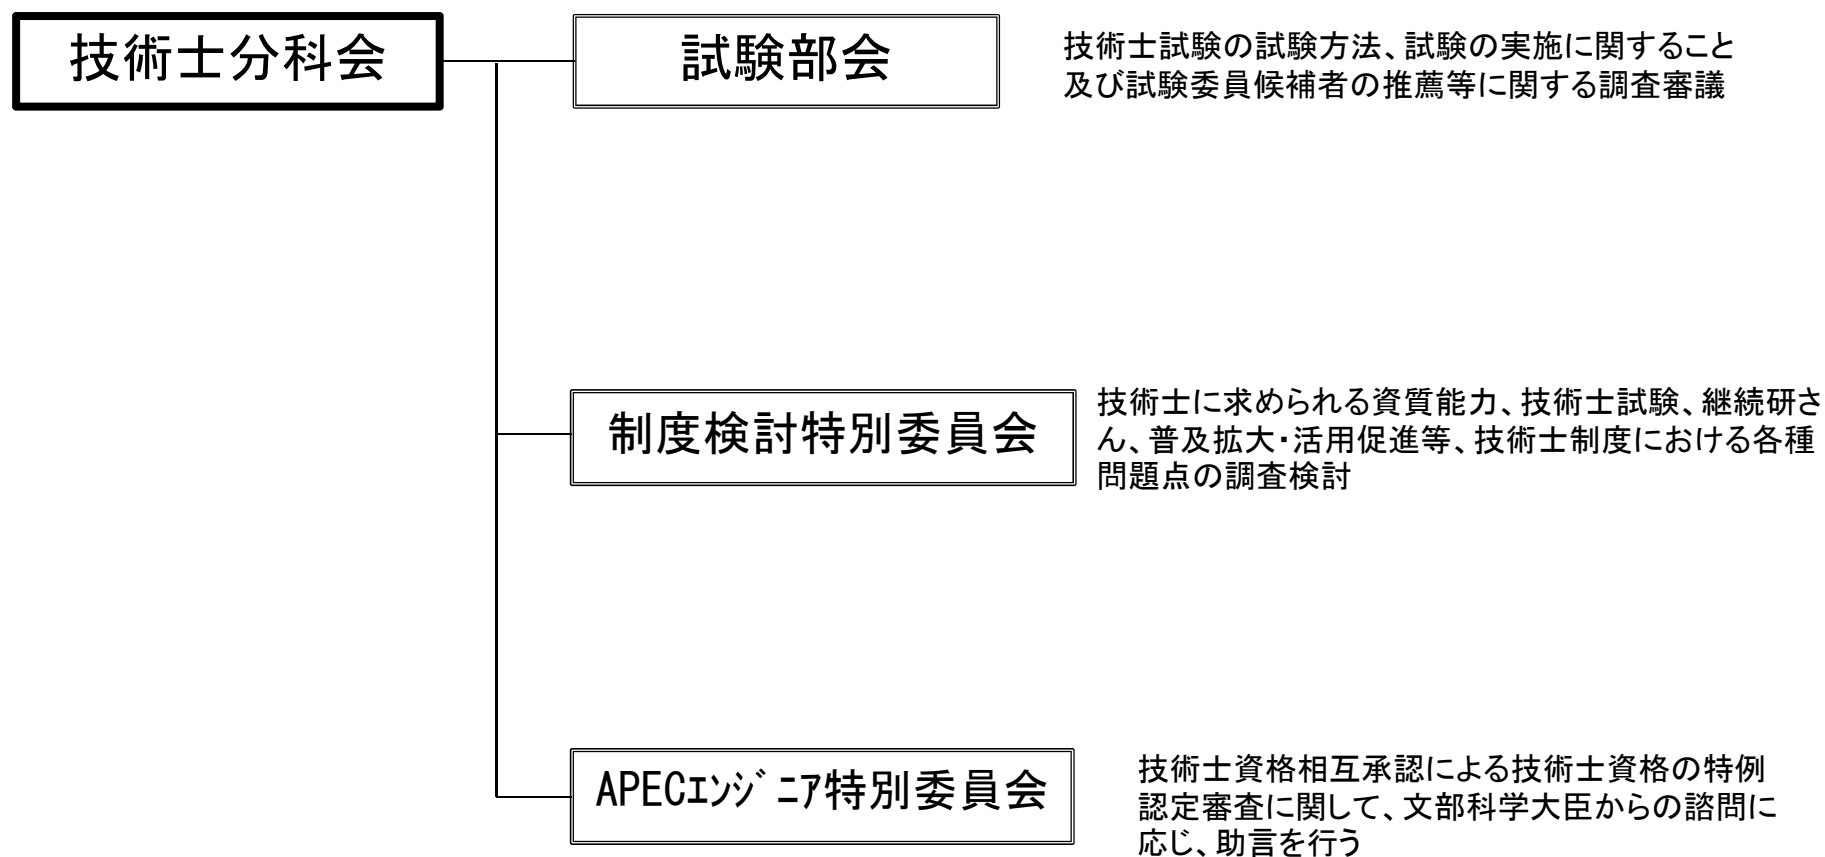 技術士分科会
試験部会
技術士試験の試験方法、試験の実施に関すること
及び試験委員候補者の推薦等に関する調査審議
制度検討特別委員会
技術士に求められる資質能力、技術士試験、継続研さ
ん、普及拡大・活用促進等、技術士制度における各種
問題点の調査検討
APECｴﾝｼﾞﾆｱ特別委員会
技術士資格相互承認による技術士資格の特例
認定審査に関して、文部科学大臣からの諮問に
応じ、助言を行う